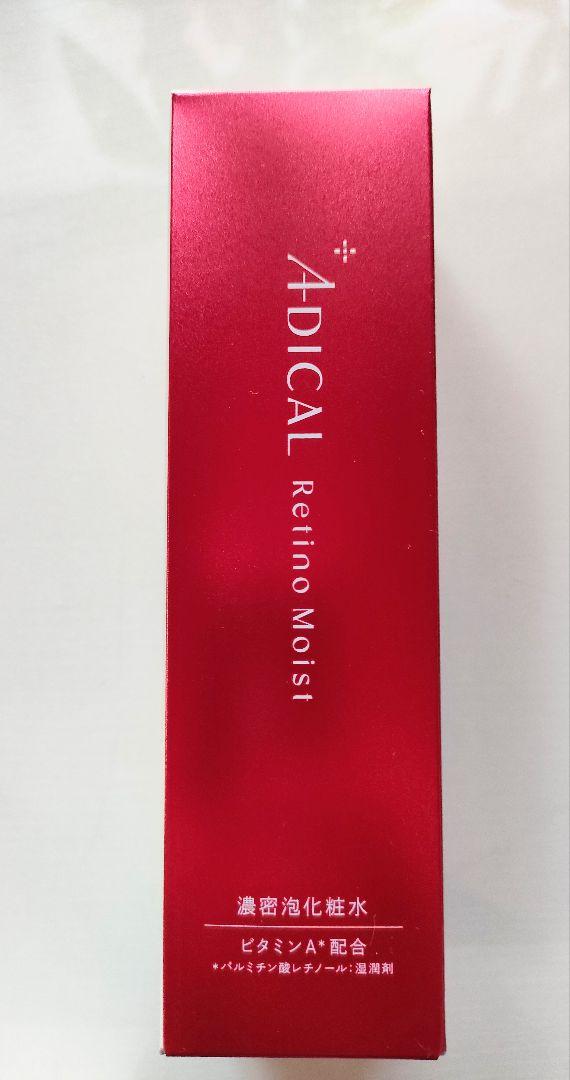 ADICAL Retino Moist
濃密泡化粧水
ビタミンA*配合
*パルミチン酸レチノール:湿潤剤